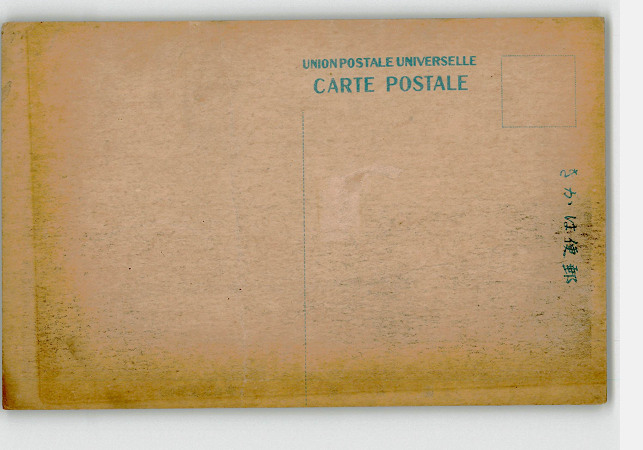 UNION POSTALE UNIVERSELLE
CARTE POSTALE
郵便はかき